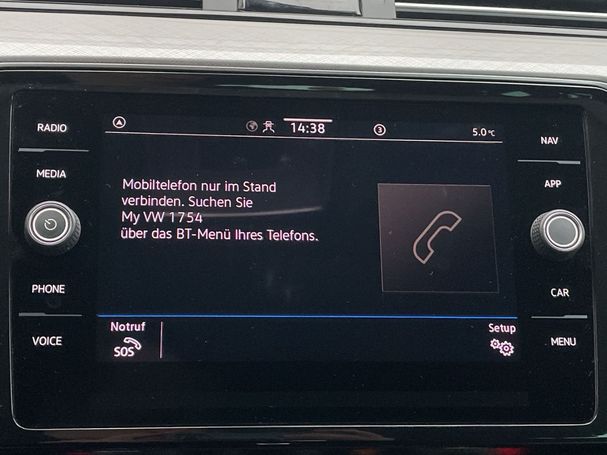 RADIO
MEDIA
PHONE
VOICE
14:38
3
5.0 °C
Mobiltelefon nur im Stand
verbinden. Suchen Sie
My VW 1754
über das BT-Menü Ihres Telefons.
Notruf
SOS
Setup
NAV
APP
CAR
MENU